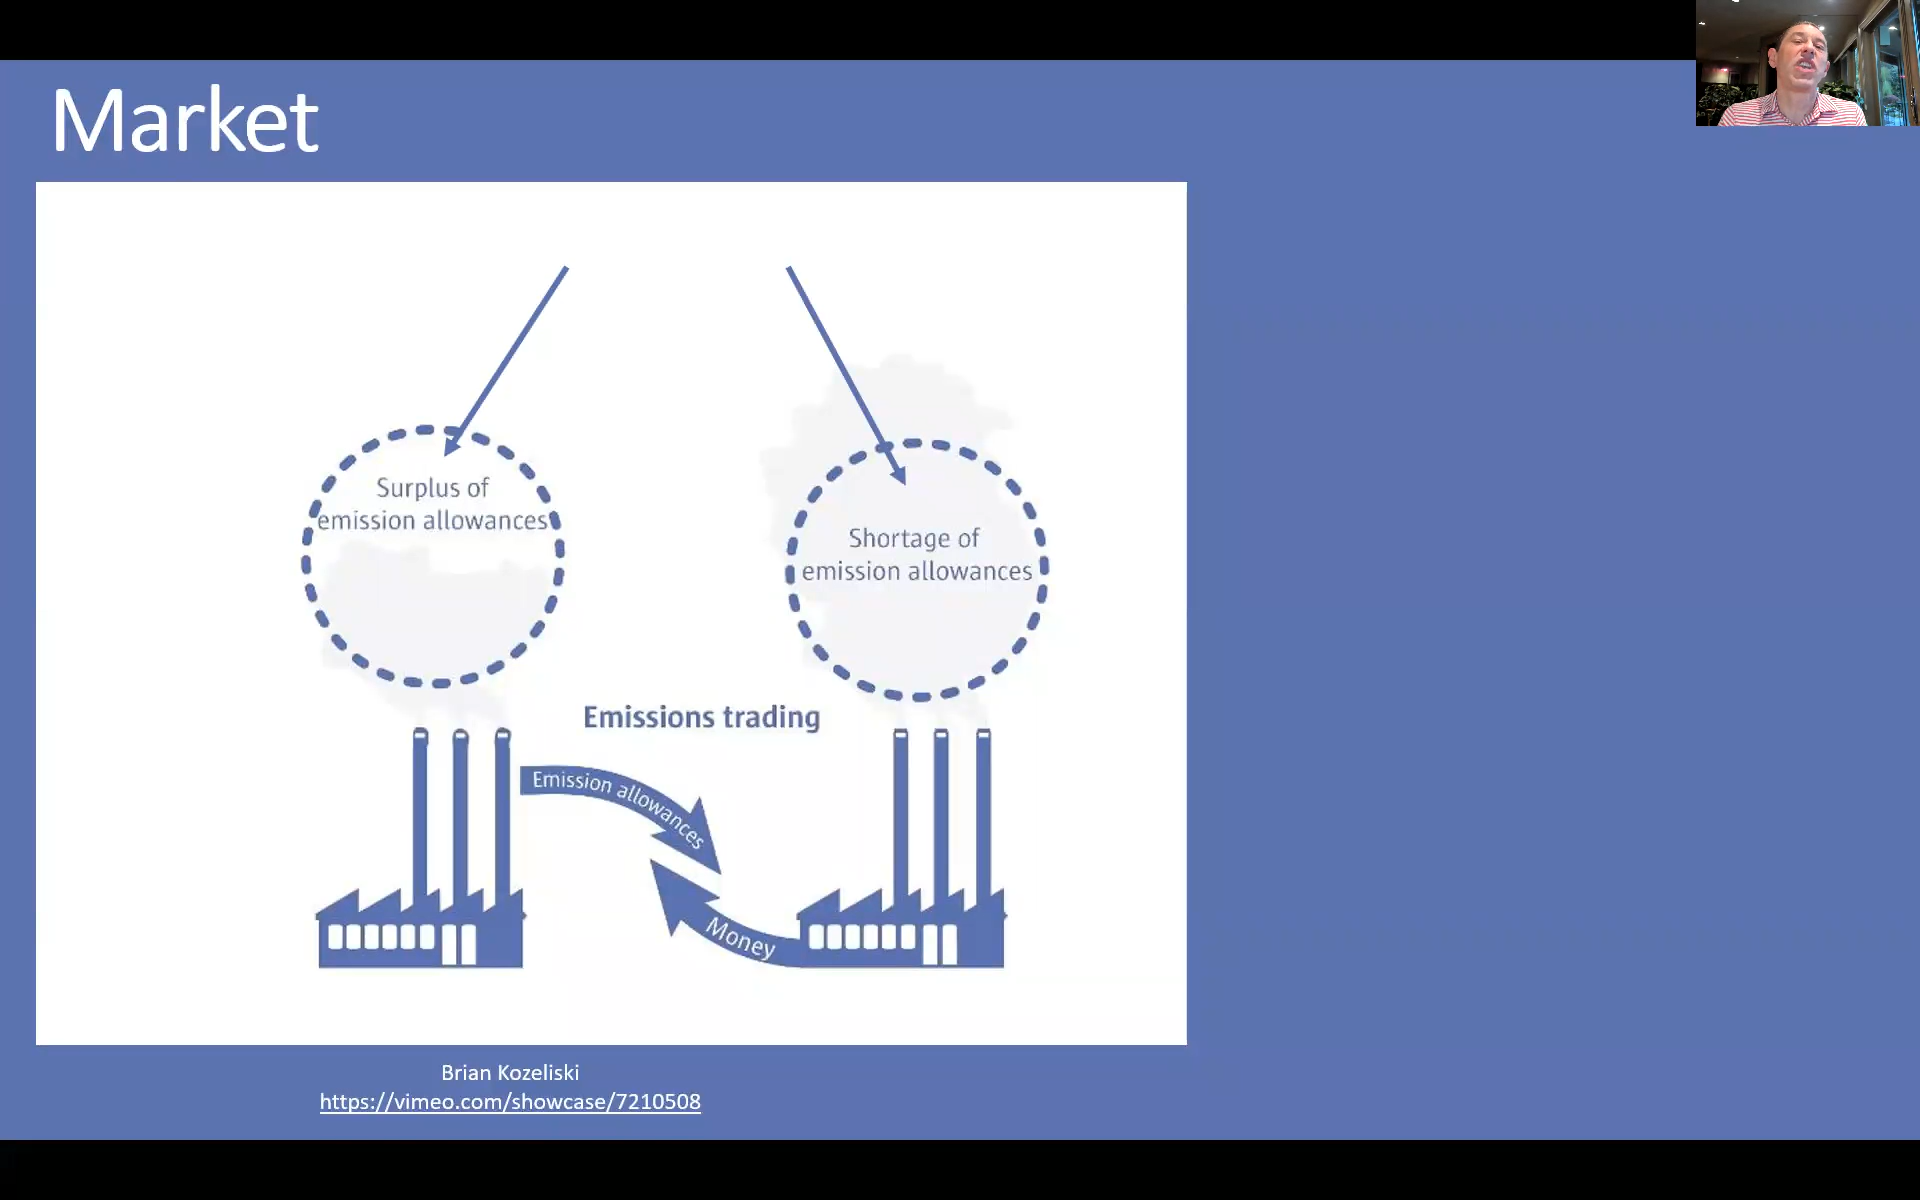 Market
Surplus of
emission allowances
Shortage of
emission allowances
Emissions trading
Emission allowances
Money
Brian Kozeliski
https://vimeo.com/showcase/7210508